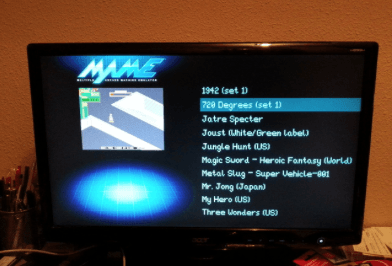 MAME
MULTIPLE ARCADE MACHINE EMULATOR
1942 (set 1)
720 Degrees (set 1)
Jatre Specter
Joust (White/Green label)
Jungle Hunt (US)
Magic Sword - Heroic Fantasy (World)
Metal Slug - Super Vehicle-001
Mr. Jong (Japan)
My Hero (US)
Three Wonders (US)
acer